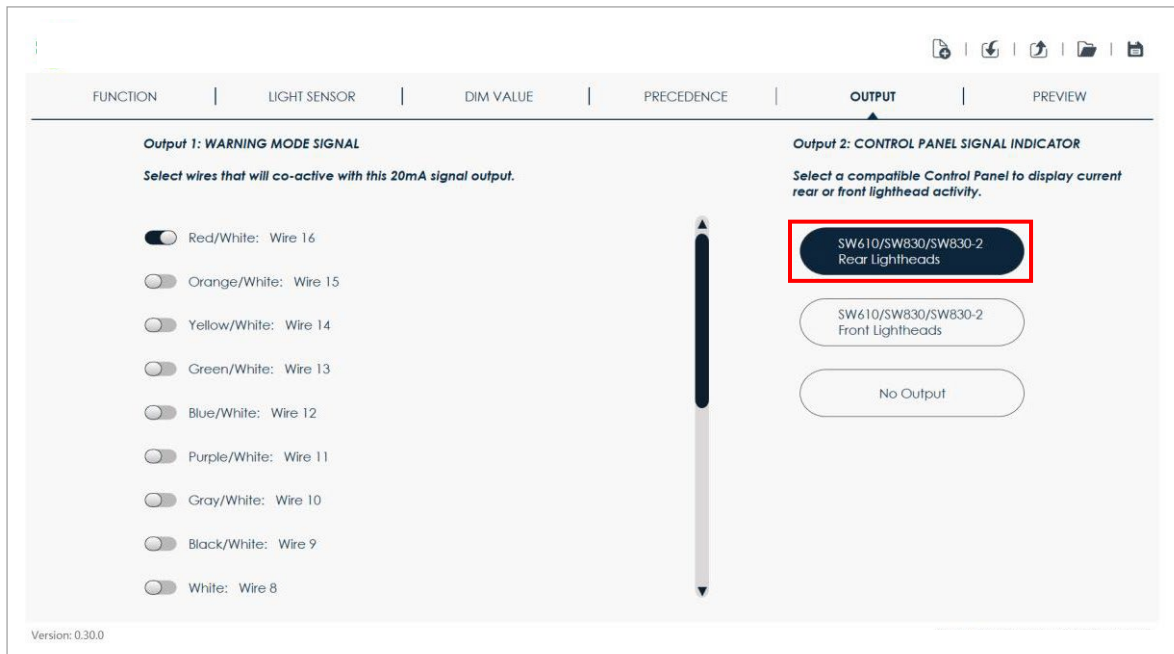 FUNCTION | LIGHT SENSOR | DIM VALUE | PRECEDENCE | OUTPUT | PREVIEW
Output 1: WARNING MODE SIGNAL
Select wires that will co-active with this 20mA signal output.
Red/White: Wire 16
Orange/White: Wire 15
Yellow/White: Wire 14
Green/White: Wire 13
Blue/White: Wire 12
Purple/White: Wire 11
Gray/White: Wire 10
Black/White: Wire 9
White: Wire 8
Output 2: CONTROL PANEL SIGNAL INDICATOR
Select a compatible Control Panel to display current
rear or front lighthead activity.
SW610/SW830/SW830-2
Rear Lightheads
SW610/SW830/SW830-2
Front Lightheads
No Output
Version: 0.30.0